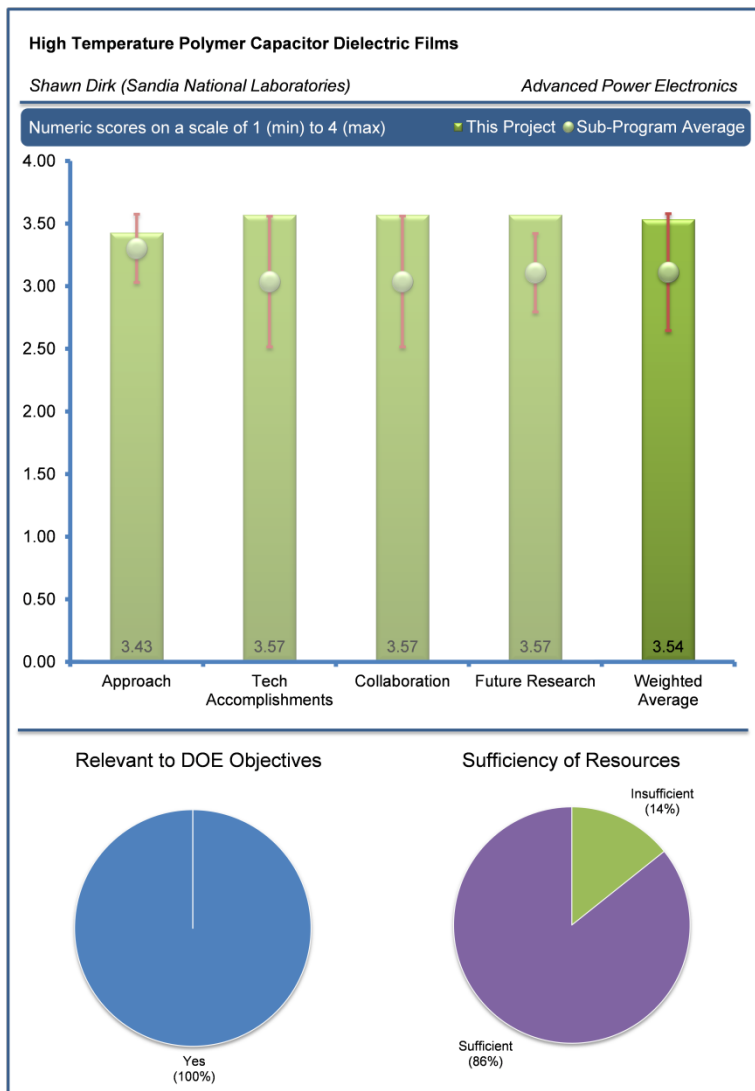 High Temperature Polymer Capacitor Dielectric Films
Shawn Dirk (Sandia National Laboratories) Advanced Power Electronics
Numeric scores on a scale of 1 (min) to 4 (max) This Project Sub-Program Average
4.00
3.50
3.00
2.50
2.00
1.50
1.00
0.50
0.00
3.43 3.57 3.57 3.57 3.54
Approach Tech Collaboration Future Research Weighted
Accomplishments Average
Relevant to DOE Objectives Sufficiency of Resources
Insufficient
(14%)
Yes
(100%)
Sufficient
(86%)